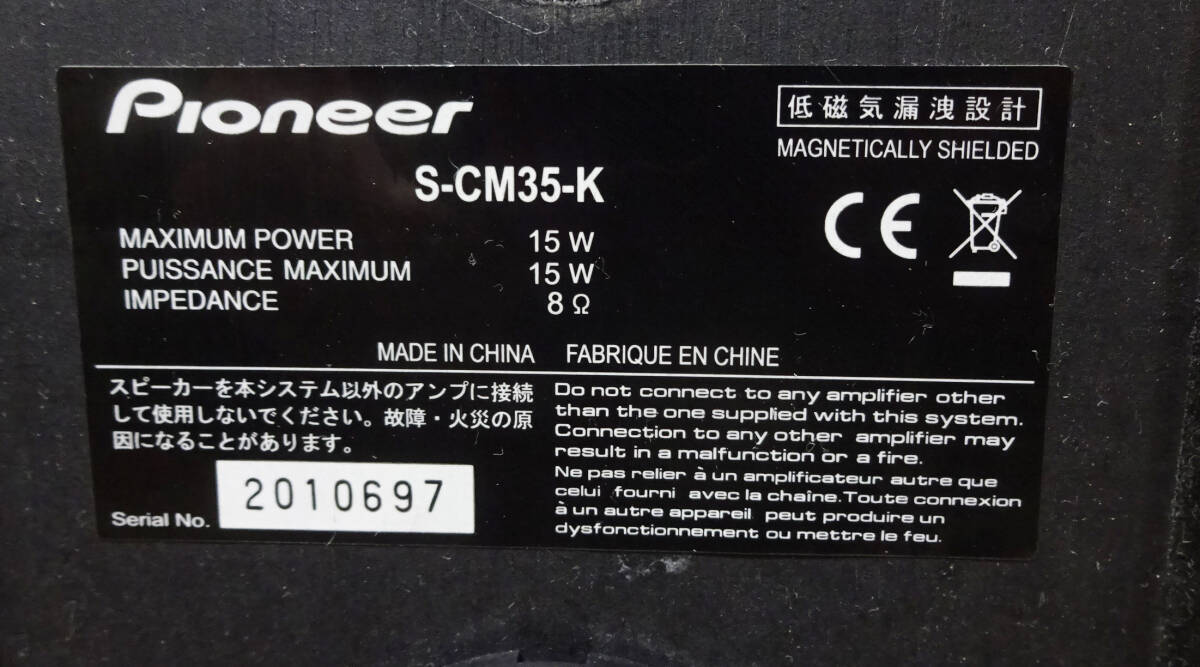 Pioneer
低磁気漏洩設計
MAGNETICALLY SHIELDED
S-CM35-K
CE
MAXIMUM POWER 15 W
PUISSANCE MAXIMUM 15 W
IMPEDANCE 8 Ω
MADE IN CHINA FABRIQUE EN CHINE
スピーカーを本システム以外のアンプに接続
して使用しないでください。故障・火災の原
因になることがあります。
Serial No. 2010697
Do not connect to any amplifier other
than the one supplied with this system.
Connection to any other amplifier may
result in a malfunction or a fire.
Ne pas relier à un amplificateur autre que
celui fourni avec la chaîne.Toute connexion
à un autre appareil peut produire un
dysfonctionnement ou mettre le feu.